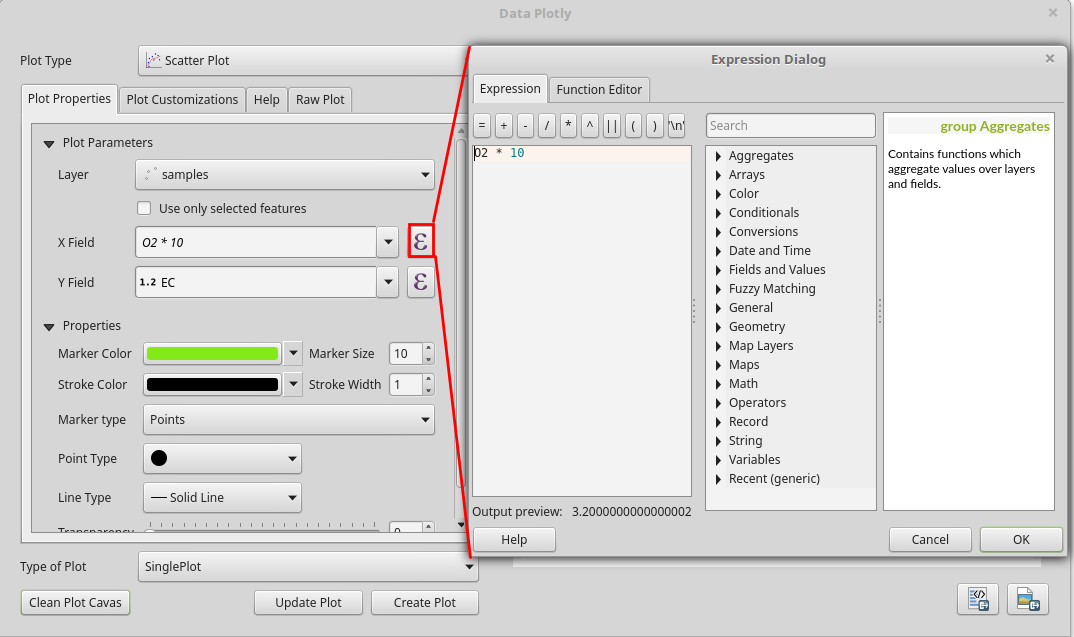 Data Plotly
Plot Type
Scatter Plot
Plot Properties
Plot Customizations
Help
Raw Plot
Plot Parameters
Layer
samples
Use only selected features
X Field
O2 * 10
ε
Y Field
1.2 EC
ε
Properties
Marker Color
Marker Size
10
Stroke Color
Stroke Width
1
Marker type
Points
Point Type
Line Type
Solid Line
Transparency
0
Type of Plot
SinglePlot
Clean Plot Cavas
Update Plot
Create Plot
Expression Dialog
Expression
Function Editor
= + - / * ^ || ( ) '\n'
O2 * 10
Search
Aggregates
Arrays
Color
Conditionals
Conversions
Date and Time
Fields and Values
Fuzzy Matching
General
Geometry
Map Layers
Maps
Math
Operators
Record
String
Variables
Recent (generic)
group Aggregates
Contains functions which
aggregate values over layers
and fields.
Output preview: 3.2000000000000002
Help
Cancel
OK